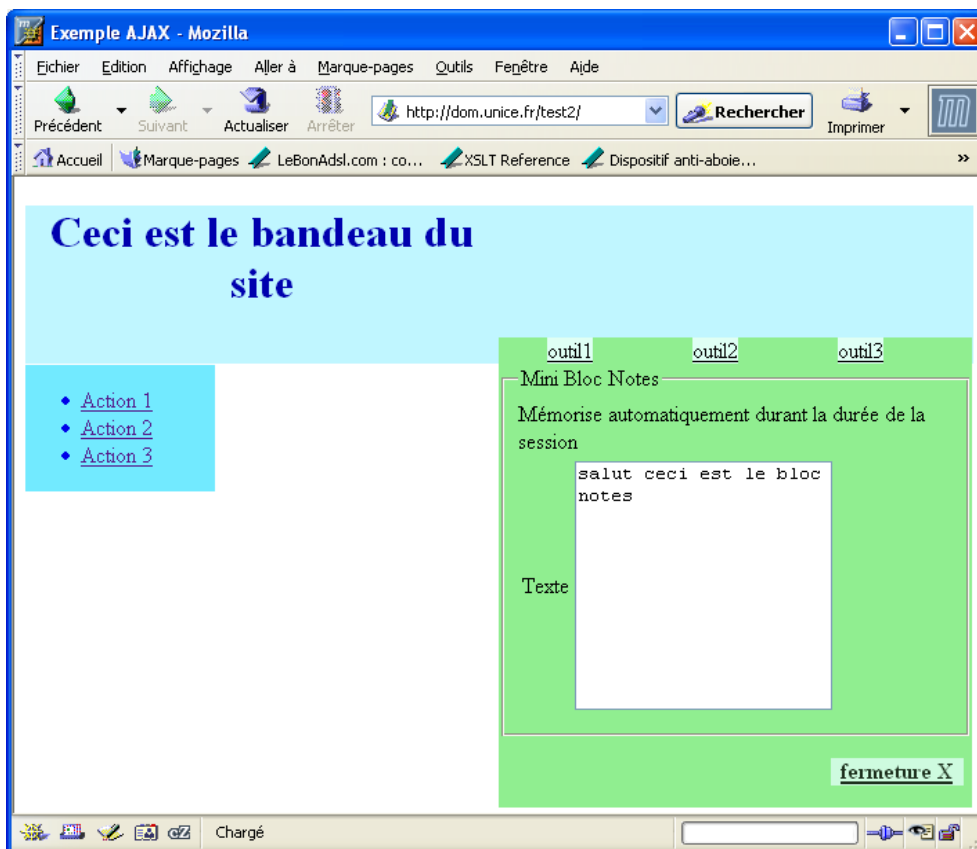 Exemple AJAX - Mozilla
Fichier Edition Affichage Aller à Marque-pages Outils Fenêtre Aide
Précédent Suivant Actualiser Arrêter http://dom.unice.fr/test2/ Rechercher Imprimer
Accueil Marque-pages LeBonAdsl.com : co... XSLT Reference Dispositif anti-aboie... »
Ceci est le bandeau du
site
outil1 outil2 outil3
Mini Bloc Notes
Action 1
Action 2
Action 3
Mémorise automatiquement durant la durée de la
session
salut ceci est le bloc
notes
Texte
fermeture X
Chargé